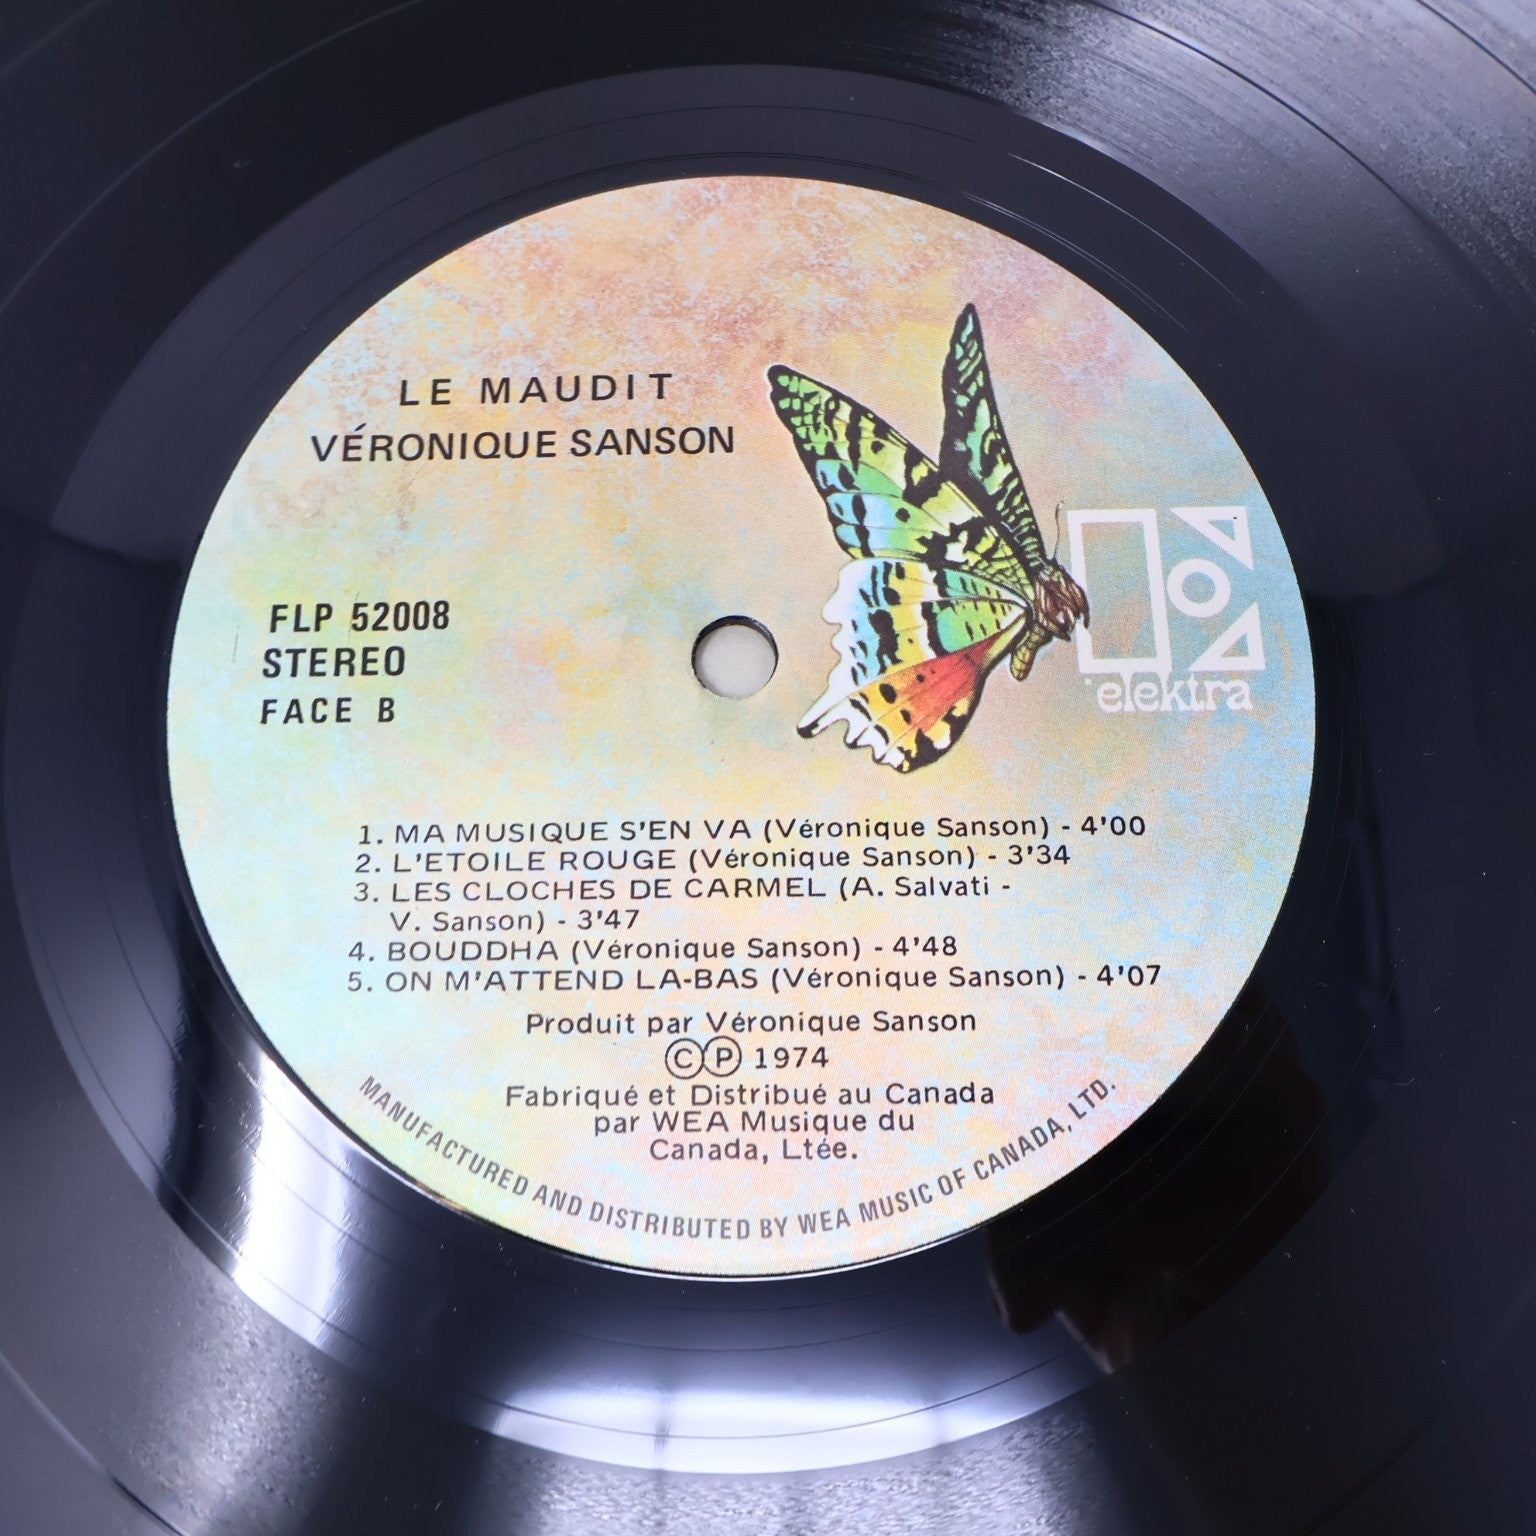 LE MAUDIT
VÉRONIQUE SANSON
FLP 52008
STEREO
FACE B
elektra
1. MA MUSIQUE S'EN VA (Véronique Sanson) - 4'00
2. L'ETOILE ROUGE (Véronique Sanson) - 3'34
3. LES CLOCHES DE CARMEL (A. Salvati -
V. Sanson) - 3'47
4. BOUDDHA (Véronique Sanson) - 4'48
5. ON M'ATTEND LA-BAS (Véronique Sanson) - 4'07
Produit par Véronique Sanson
Ⓒ Ⓟ 1974
Fabriqué et Distribué au Canada
par WEA Musique du
Canada, Ltée.
MANUFACTURED AND DISTRIBUTED BY WEA MUSIC OF CANADA, LTD.